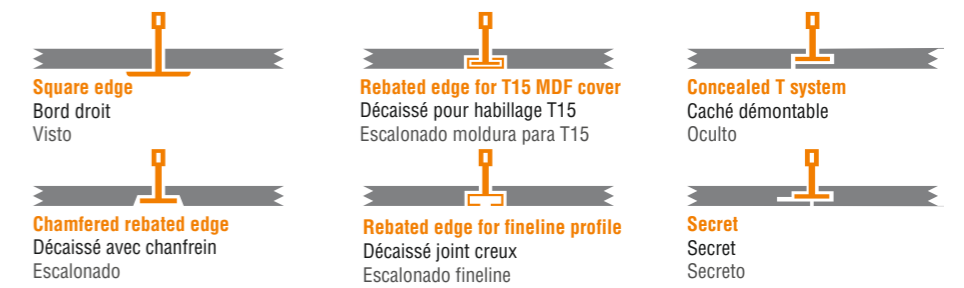 Square edge
Bord droit
Visto
Rebated edge for T15 MDF cover
Décaissé pour habillage T15
Escalonado moldura para T15
Concealed T system
Caché démontable
Oculto
Chamfered rebated edge
Décaissé avec chanfrein
Escalonado
Rebated edge for fineline profile
Décaissé joint creux
Escalonado fineline
Secret
Secret
Secreto